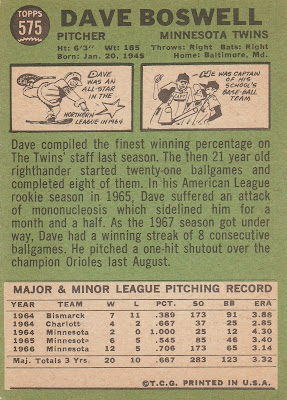 TOPPS
575
DAVE BOSWELL
PITCHER MINNESOTA TWINS
Ht: 6'3" Wt: 185 Throws: Right Bats: Right
Born: Jan. 20, 1945 Home: Baltimore, Md.
DAVE
WAS AN
ALL-STAR
IN THE
NORTHERN
LEAGUE IN 1964
HE WAS
CAPTAIN OF
HIS
SCHOOL'S
BASE-BALL
TEAM
Dave compiled the finest winning percentage on
The Twins' staff last season. The then 21 year old
righthander started twenty-one ballgames and
completed eight of them. In his American League
rookie season in 1965, Dave suffered an attack
of mononucleosis which sidelined him for
a month and a half. As the 1967 season got
under way, Dave had a winning streak of 8 consecutive
ballgames. He pitched a one-hit shutout over the
champion Orioles last August.
MAJOR & MINOR LEAGUE PITCHING RECORD
YEAR TEAM W L PCT. SO BB ERA
1964 Bismarck 7 11 .389 173 91 3.88
1964 Charlott 4 2 .667 37 25 2.85
1964 Minnesota 2 0 1.000 25 12 4.30
1965 Minnesota 6 5 .545 85 46 3.40
1966 Minnesota 12 5 .706 173 65 3.14
Maj. Totals 3 Yrs. 20 10 .667 283 123 3.32
©T.C.G. PRINTED IN U.S.A.